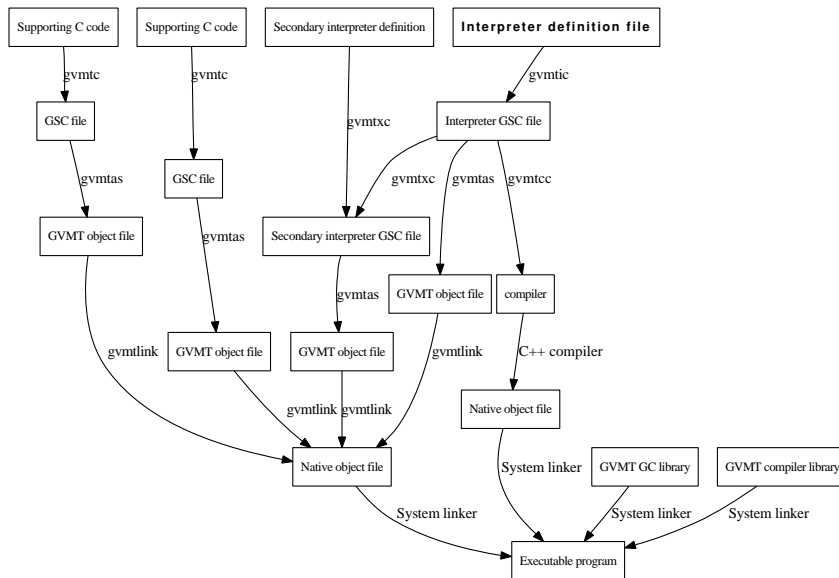 Supporting C code
Supporting C code
Secondary interpreter definition
Interpreter definition file
gvmtc
gvmtc
gvmtxc
gvmtic
GSC file
Interpreter GSC file
GSC file
gvmtas
gvmtxc
gvmtas
gvmtcc
GVMT object file
gvmtas
Secondary interpreter GSC file
gvmtas
GVMT object file
compiler
gvmtlink
GVMT object file
GVMT object file
gvmtlink
C++ compiler
gvmtlink
gvmtlink
Native object file
Native object file
System linker
GVMT GC library
GVMT compiler library
System linker
System linker
System linker
Executable program